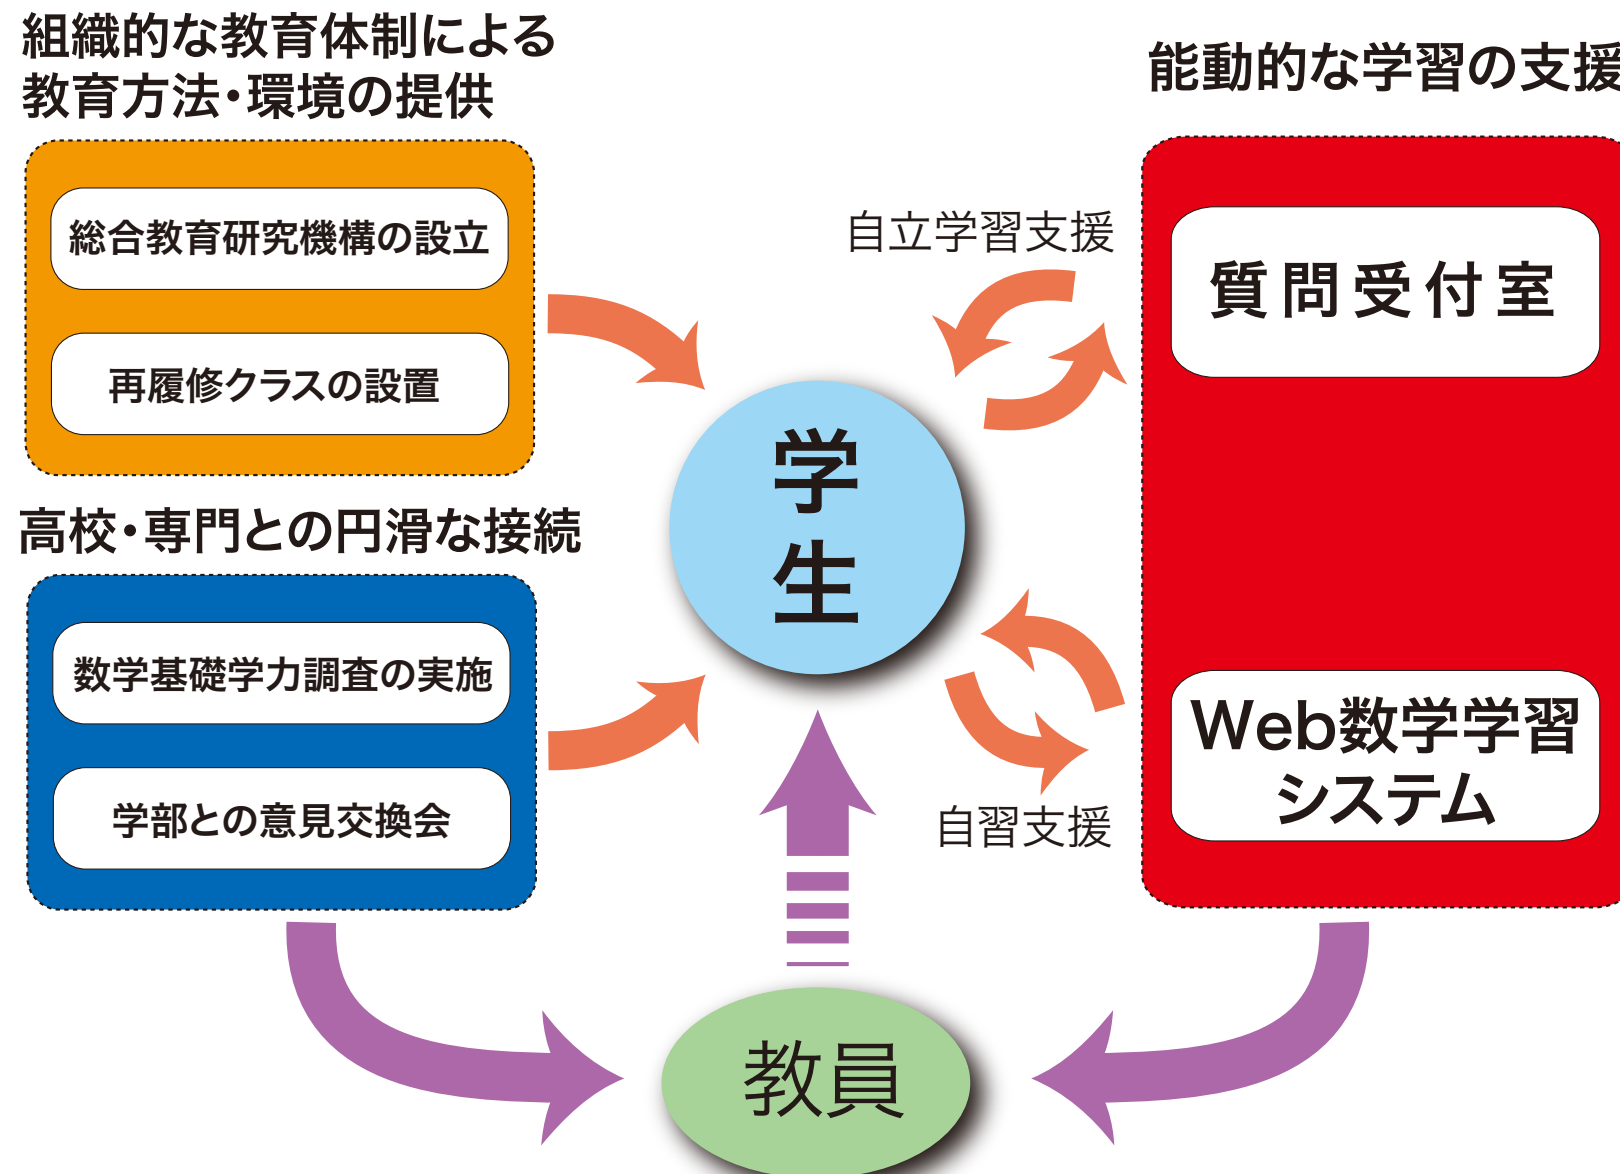 組織的な教育体制による
教育方法・環境の提供
総合教育研究機構の設立
再履修クラスの設置
高校・専門との円滑な接続
数学基礎学力調査の実施
学部との意見交換会
学生
教員
自立学習支援
自習支援
能動的な学習の支援
質問受付室
Web数学学習
システム